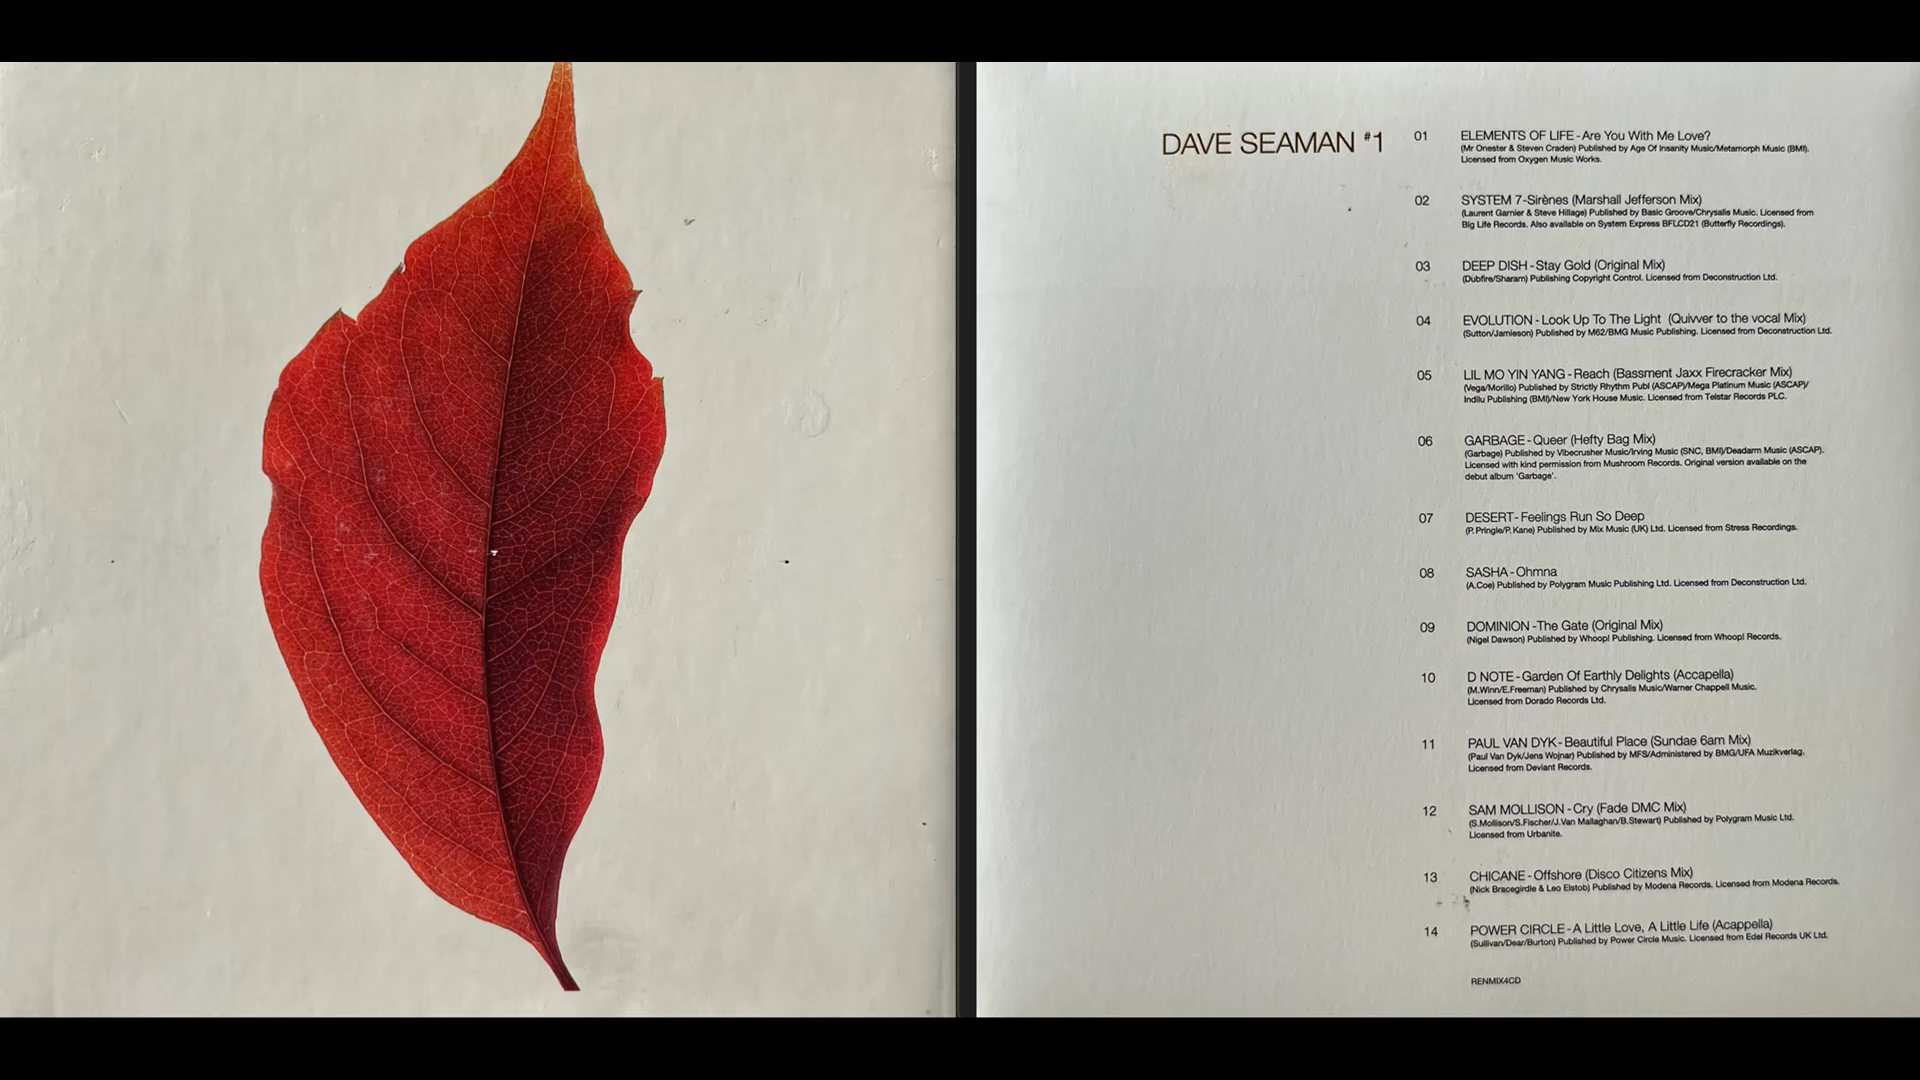 DAVE SEAMAN #1
01 ELEMENTS OF LIFE - Are You With Me Love?
(Mr Onester & Steven Craden) Published by Age Of Insanity Music/Metamorph Music (BMI).
Licensed from Oxygen Music Works.
02 SYSTEM 7 - Sirènes (Marshall Jefferson Mix)
(Laurent Garnier & Steve Hillage) Published by Basic Groove/Chrysalis Music. Licensed from
Big Life Records. Also available on System Express BFLCD21 (Butterfly Recordings).
03 DEEP DISH - Stay Gold (Original Mix)
(Dubfire/Sharam) Publishing Copyright Control. Licensed from Deconstruction Ltd.
04 EVOLUTION - Look Up To The Light (Quivver to the vocal Mix)
(Sutton/Jamieson) Published by M62/BMG Music Publishing. Licensed from Deconstruction Ltd.
05 LIL MO YIN YANG - Reach (Bassment Jaxx Firecracker Mix)
(Vega/Morillo) Published by Strictly Rhythm Publ (ASCAP)/Mega Platinum Music (ASCAP)/
Indilu Publishing (BMI)/New York House Music. Licensed from Telstar Records PLC.
06 GARBAGE - Queer (Hefty Bag Mix)
(Garbage) Published by Vibecrusher Music/Irving Music (SNC, BMI)/Deadarm Music (ASCAP).
Licensed with kind permission from Mushroom Records. Original version available on the
debut album 'Garbage'.
07 DESERT - Feelings Run So Deep
(P. Pringle/P. Kane) Published by Mix Music (UK) Ltd. Licensed from Stress Recordings.
08 SASHA - Ohmna
(A.Coe) Published by Polygram Music Publishing Ltd. Licensed from Deconstruction Ltd.
09 DOMINION - The Gate (Original Mix)
(Nigel Dawson) Published by Whoop! Publishing. Licensed from Whoop! Records.
10 D NOTE - Garden Of Earthly Delights (Accapella)
(M.Winn/E.Freeman) Published by Chrysalis Music/Warner Chappell Music.
Licensed from Dorado Records Ltd.
11 PAUL VAN DYK - Beautiful Place (Sundae 6am Mix)
(Paul Van Dyk/Jens Wojnar) Published by MFS/Administered by BMG/UFA Muzikverlag.
Licensed from Deviant Records.
12 SAM MOLLISON - Cry (Fade DMC Mix)
(S.Mollison/S.Fischer/J.Van Mallaghan/B.Stewart) Published by Polygram Music Ltd.
Licensed from Urbanite.
13 CHICANE - Offshore (Disco Citizens Mix)
(Nick Bracegirdle & Leo Elstob) Published by Modena Records. Licensed from Modena Records.
14 POWER CIRCLE - A Little Love, A Little Life (Acappella)
(Sullivan/Dear/Burton) Published by Power Circle Music. Licensed from Edel Records UK Ltd.
RENMIX4CD